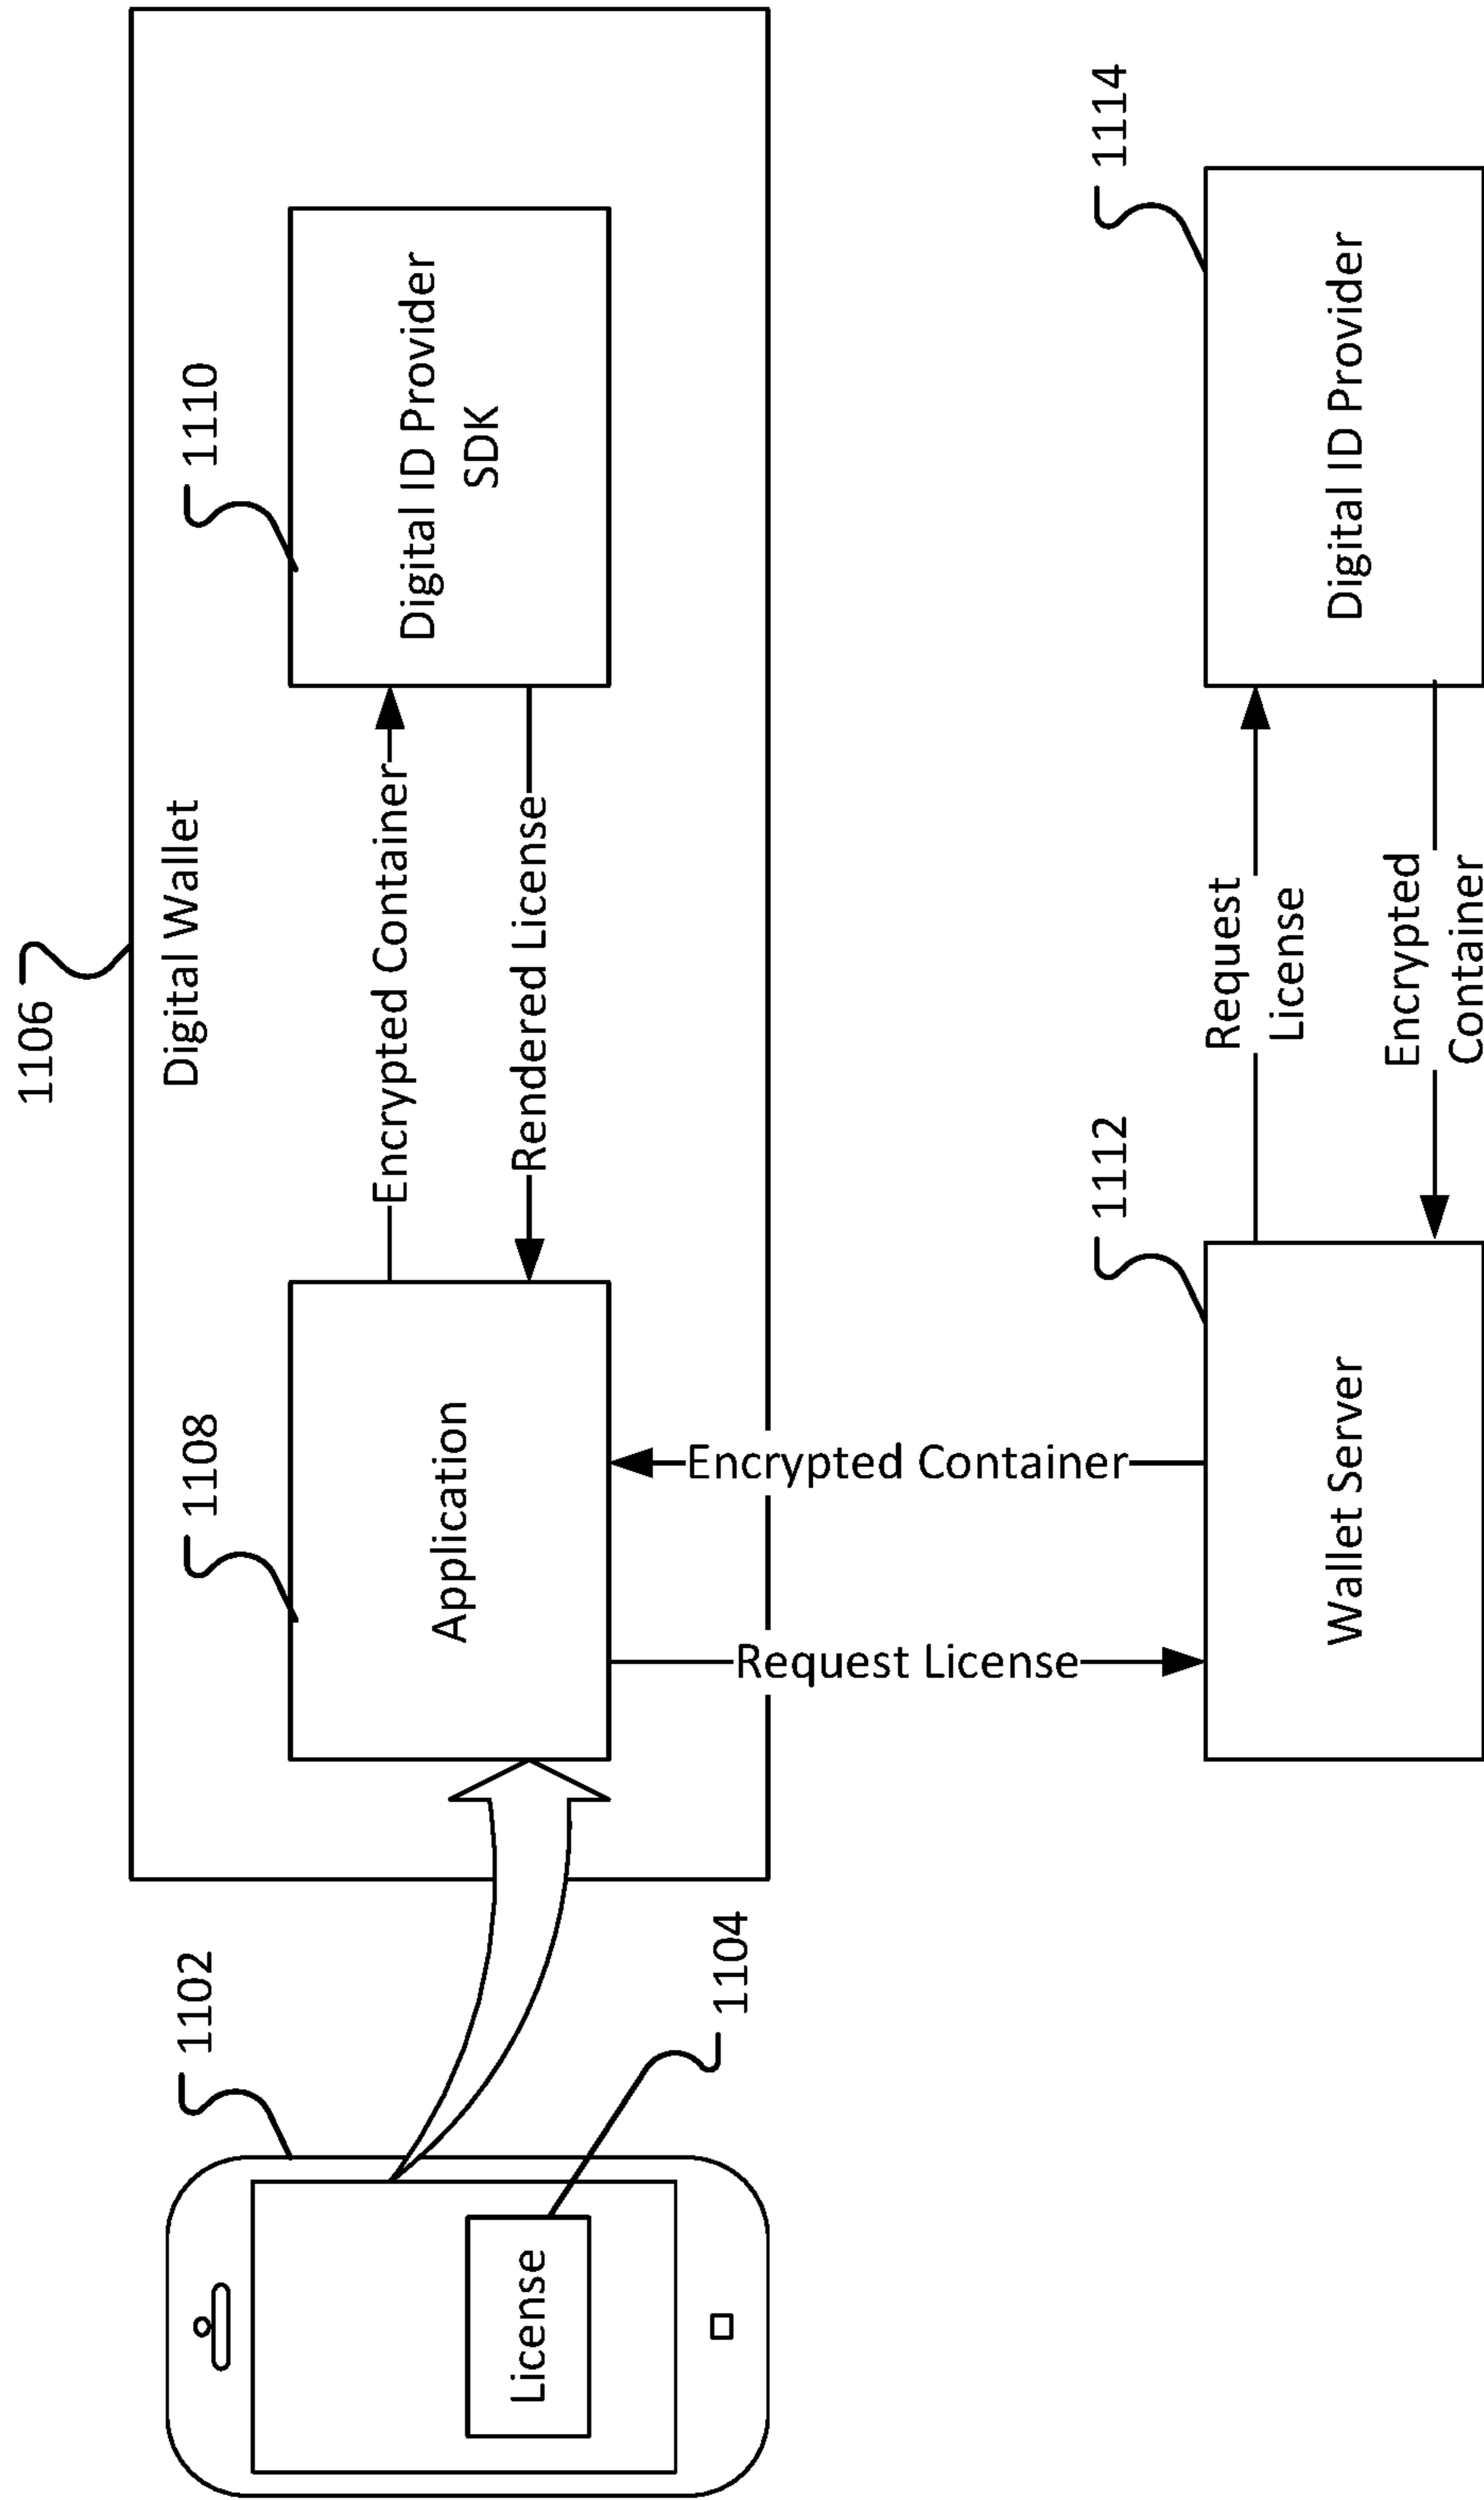 1106
Digital Wallet
1102
1108
1110
Application
Encrypted Container
Rendered License
Digital ID Provider
SDK
License
1104
Request License
Encrypted Container
1112
1114
Wallet Server
Request
License
Encrypted
Container
Digital ID Provider